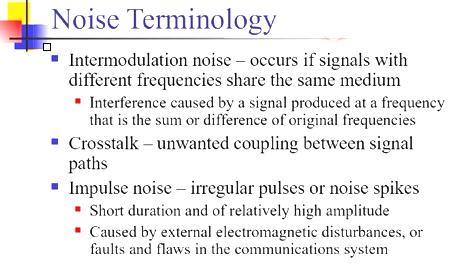 Noise Terminology
Intermodulation noise – occurs if signals with
different frequencies share the same medium
Interference caused by a signal produced at a frequency
that is the sum or difference of original frequencies
Crosstalk – unwanted coupling between signal
paths
Impulse noise – irregular pulses or noise spikes
Short duration and of relatively high amplitude
Caused by external electromagnetic disturbances, or
faults and flaws in the communications system